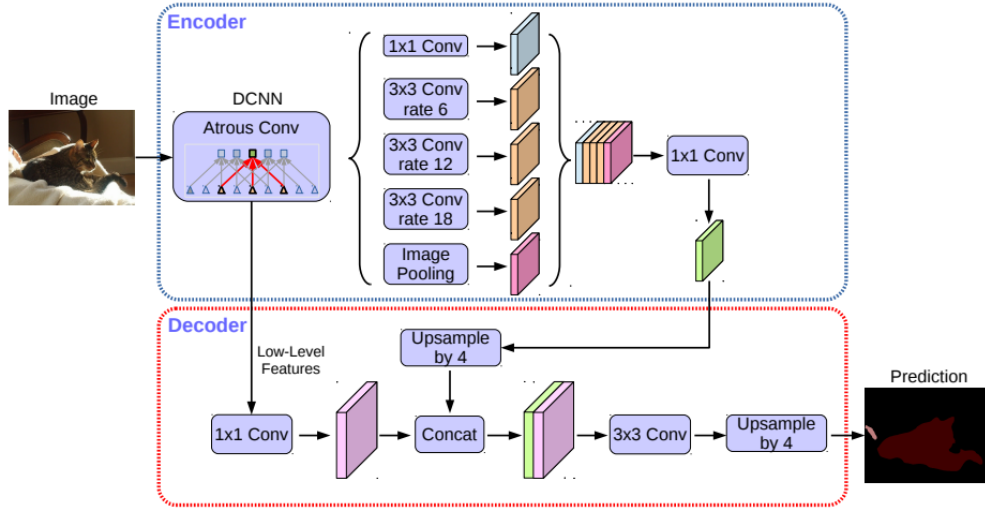 Encoder
Image
DCNN
Atrous Conv
1x1 Conv
3x3 Conv
rate 6
3x3 Conv
rate 12
3x3 Conv
rate 18
Image
Pooling
1x1 Conv
Decoder
Low-Level
Features
Upsample
by 4
1x1 Conv
Concat
3x3 Conv
Upsample
by 4
Prediction